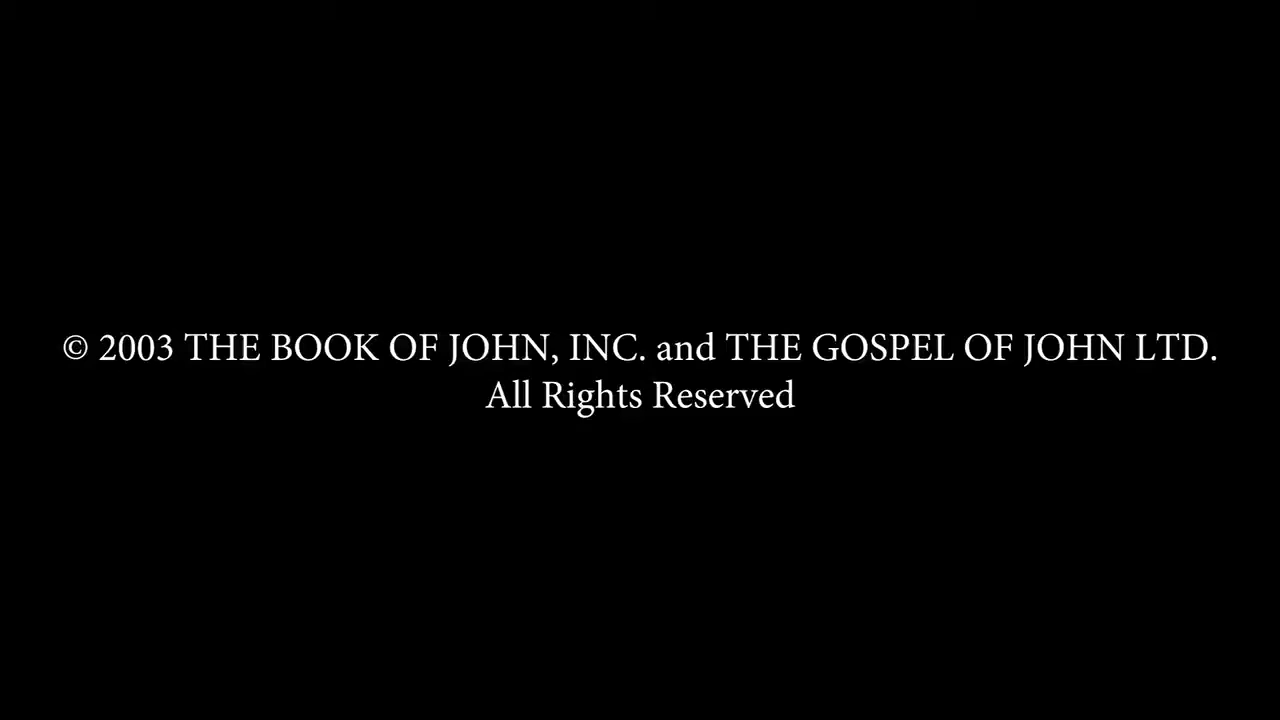 © 2003 THE BOOK OF JOHN, INC. and THE GOSPEL OF JOHN LTD.
All Rights Reserved